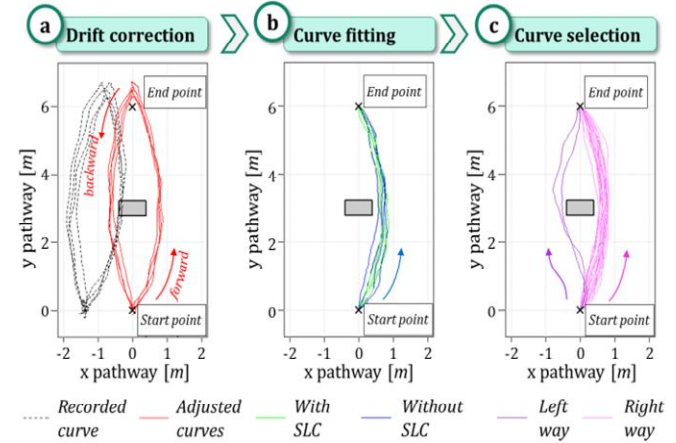 a Drift correction
b Curve fitting
c Curve selection
End point
End point
End point
6
4
2
0
6
4
2
0
6
4
2
0
backward
forward
y pathway [m]
y pathway [m]
y pathway [m]
Start point
Start point
Start point
-2 -1 0 1 2
-2 -1 0 1 2
-2 -1 0 1 2
x pathway [m]
x pathway [m]
x pathway [m]
Recorded curve
Adjusted curves
With SLC
Without SLC
Left way
Right way